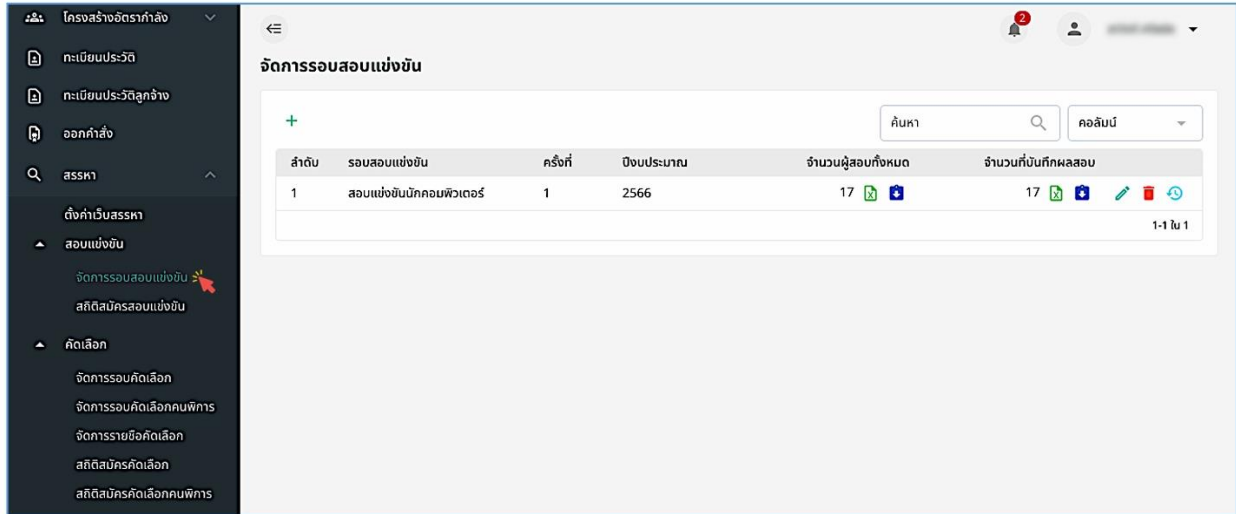 โครงสร้างอัตรากำลัง
ทะเบียนประวัติ
ทะเบียนประวัติลูกจ้าง
ออกคำสั่ง
สรรหา
ตั้งค่าเว็บสรรหา
สอบแข่งขัน
จัดการรอบสอบแข่งขัน
สถิติสมัครสอบแข่งขัน
คัดเลือก
จัดการรอบคัดเลือก
จัดการรอบคัดเลือกคนพิการ
จัดการรายชื่อคัดเลือก
สถิติสมัครคัดเลือก
สถิติสมัครคัดเลือกคนพิการ
2
จัดการรอบสอบแข่งขัน
+
ค้นหา คอลัมน์
ลำดับ รอบสอบแข่งขัน ครั้งที่ ปีงบประมาณ จำนวนผู้สอบทั้งหมด จำนวนที่บันทึกผลสอบ
1 สอบแข่งขันนักคอมพิวเตอร์ 1 2566 17 17
1-1 ใน 1